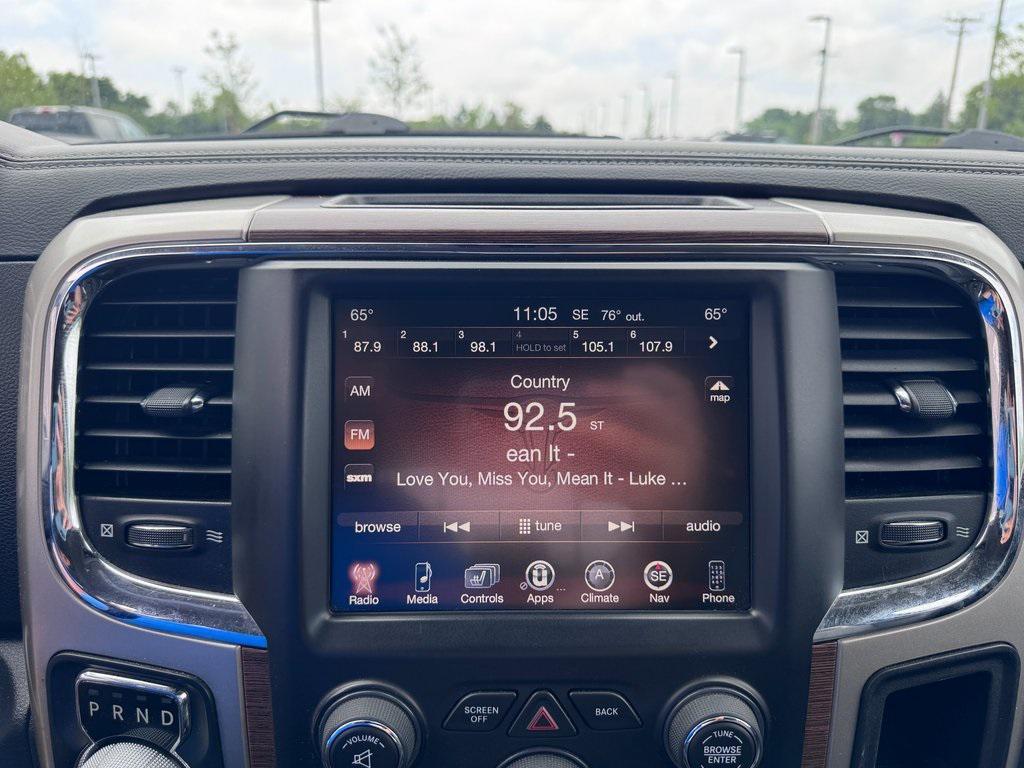 65° 11:05 SE 76° out. 65°
1 87.9 2 88.1 3 98.1 4 HOLD to set 5 105.1 6 107.9
AM
Country
map
92.5 ST
FM
ean It -
sxm
Love You, Miss You, Mean It - Luke ...
browse tune audio
A SE
Radio Media Controls Apps Climate Nav Phone
P R N D
SCREEN OFF
BACK
VOLUME
TUNE
BROWSE
ENTER